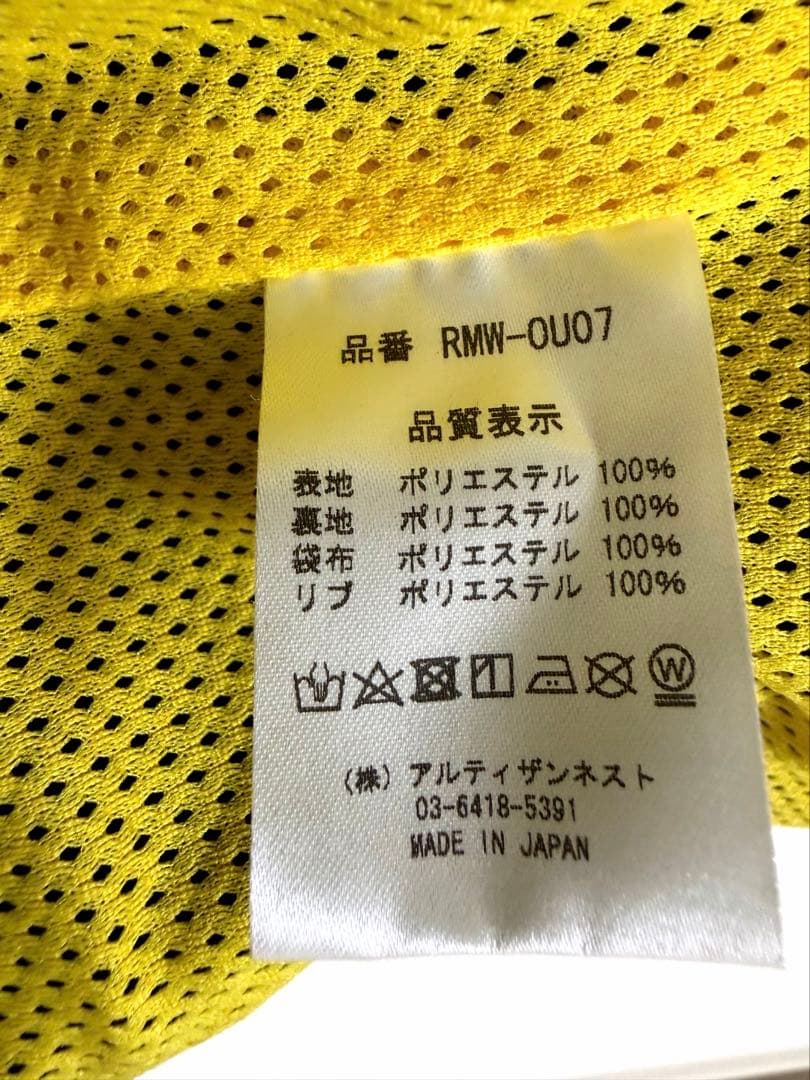 品番 RMW-0U07
品質表示
表地 ポリエステル 100%
裏地 ポリエステル 100%
袋布 ポリエステル 100%
リブ ポリエステル 100%
W
(株)アルティザンネスト
03-6418-5391
MADE IN JAPAN